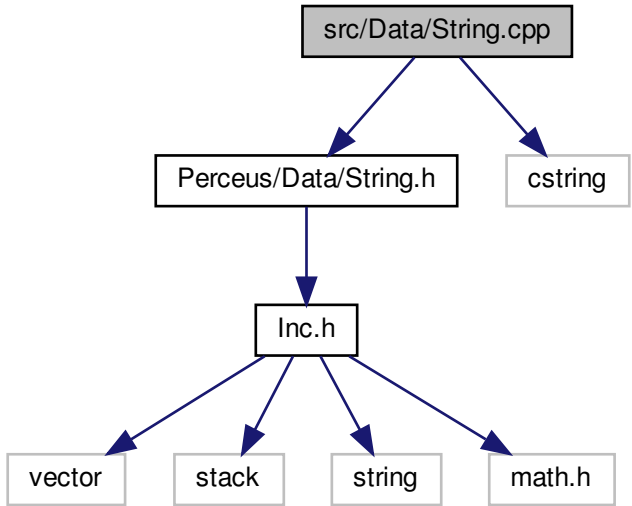 src/Data/String.cpp
Perceus/Data/String.h
cstring
Inc.h
vector
stack
string
math.h